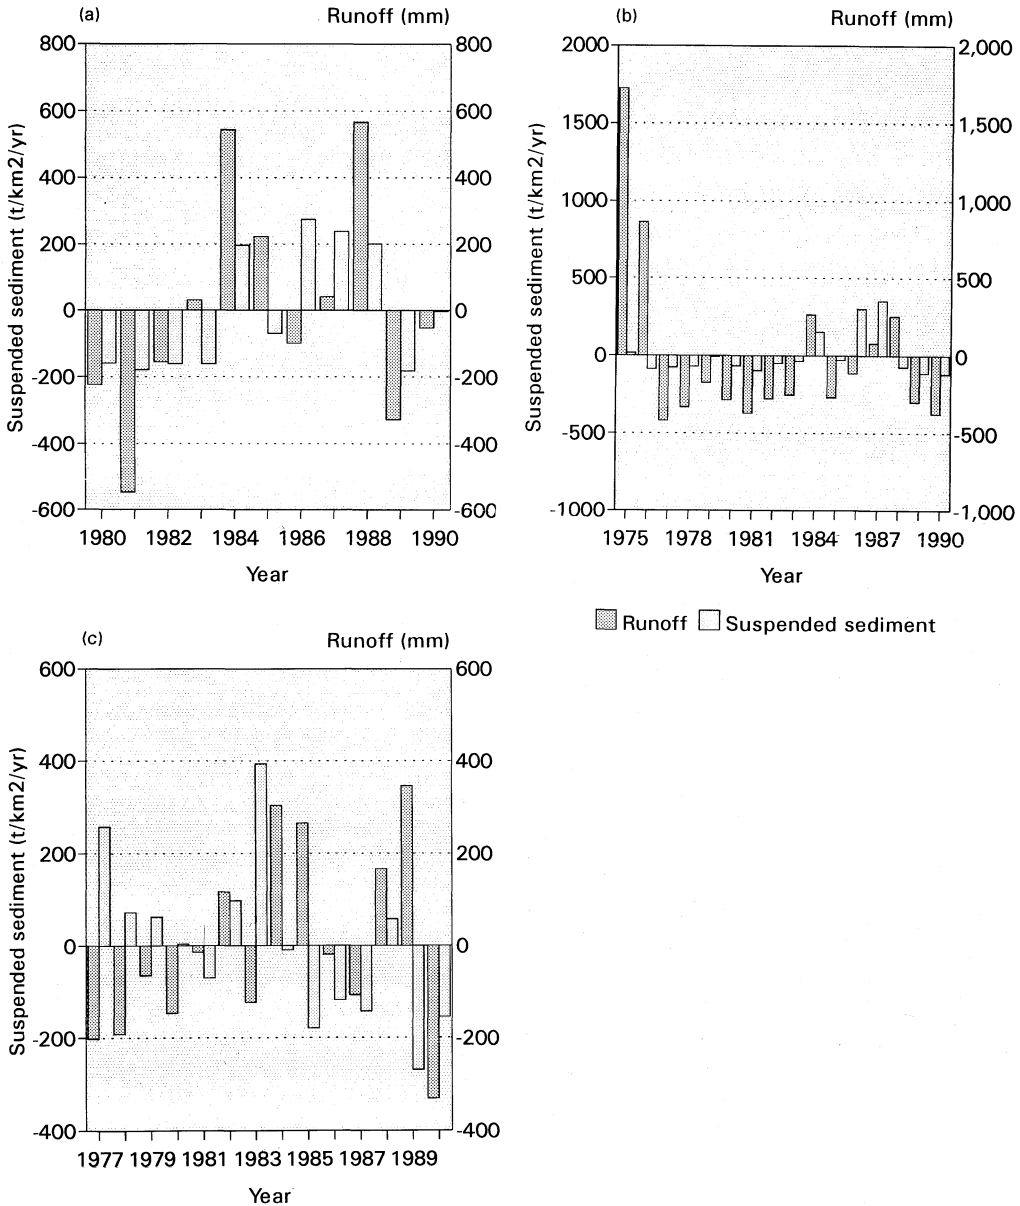 (a)
Runoff (mm)
800
600
400
200
0
-200
-400
-600
Suspended sediment (t/km2/yr)
800
600
400
200
0
-200
-400
-600
1980 1982 1984 1986 1988 1990
Year
(b)
Runoff (mm)
2000
1500
1000
500
0
-500
-1000
Suspended sediment (t/km2/yr)
2,000
1,500
1,000
500
0
-500
-1,000
1975 1978 1981 1984 1987 1990
Year
Runoff Suspended sediment
(c)
Runoff (mm)
600
400
200
0
-200
-400
Suspended sediment (t/km2/yr)
600
400
200
0
-200
-400
1977 1979 1981 1983 1985 1987 1989
Year